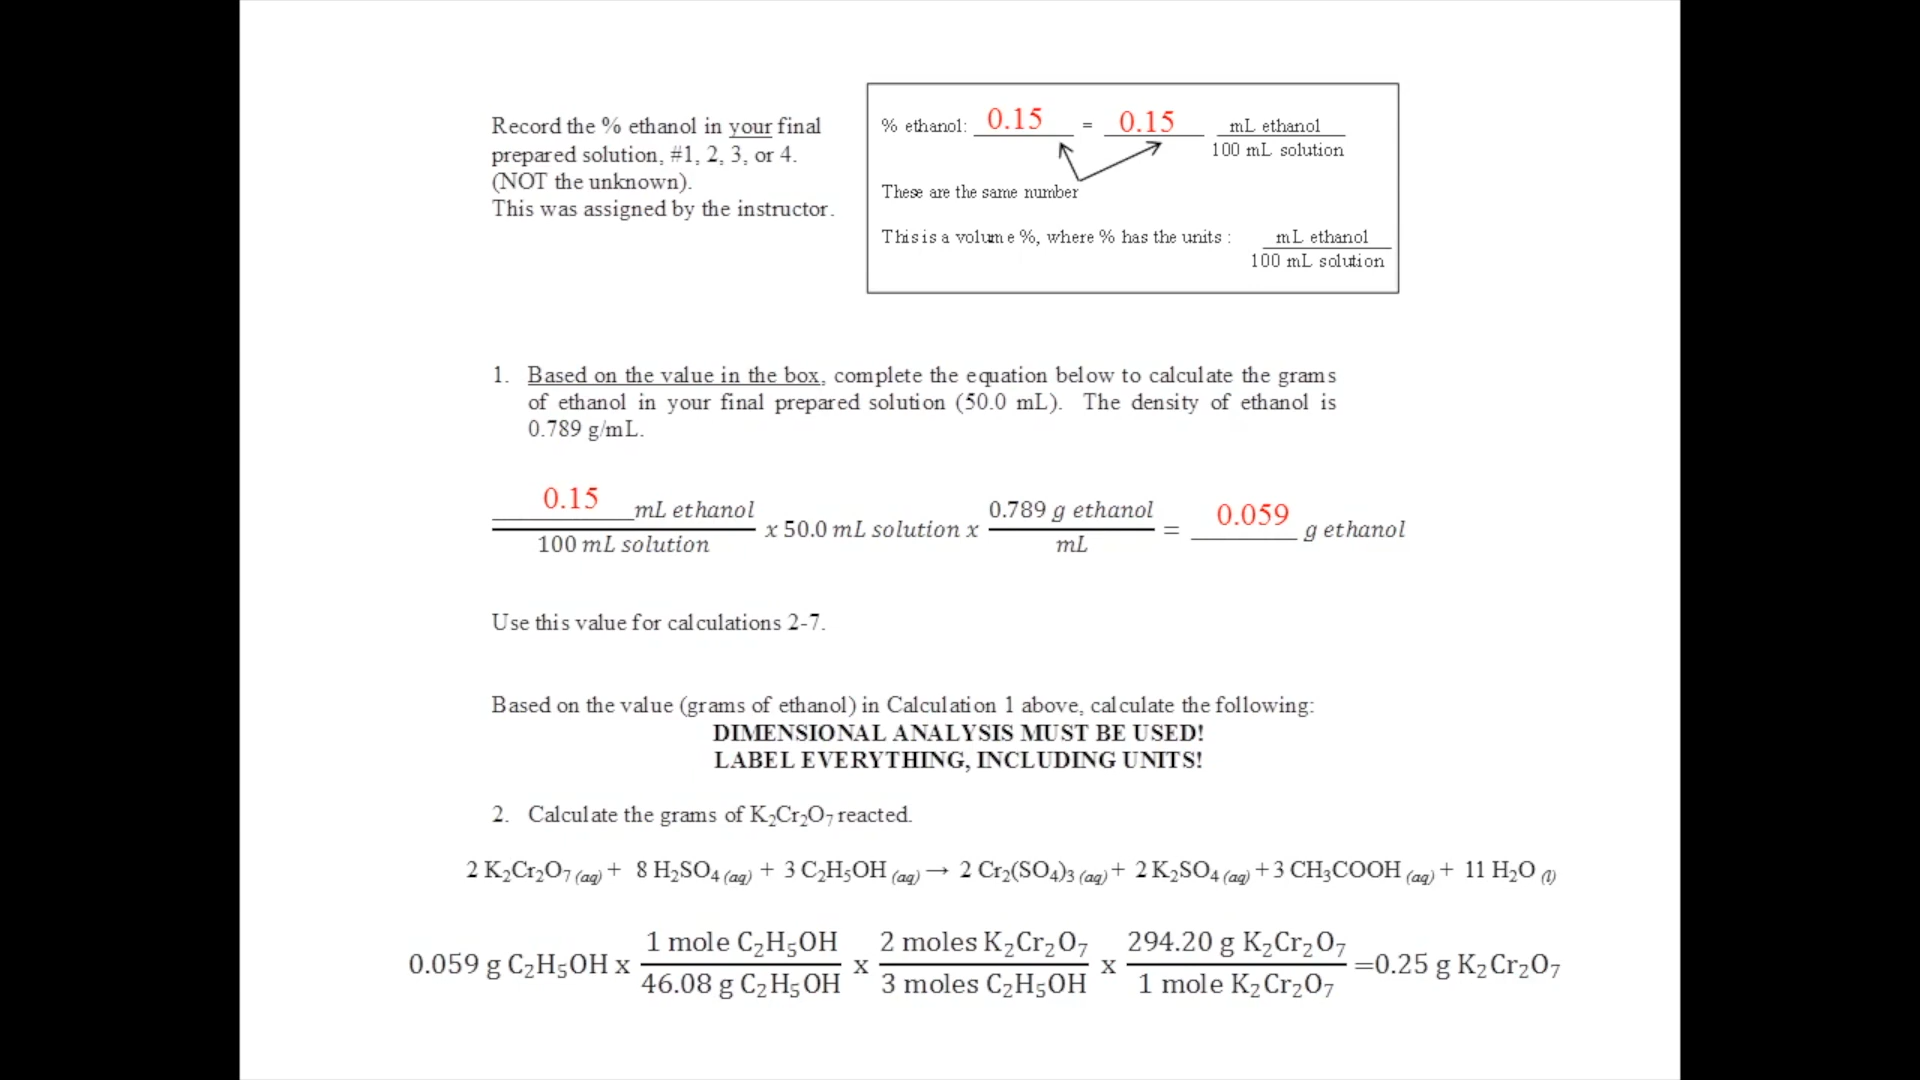 Record the % ethanol in your final
prepared solution, #1, 2, 3, or 4.
(NOT the unknown).
This was assigned by the instructor.
% ethanol: 0.15 = 0.15 mL ethanol
100 mL solution
These are the same number
This is a volume %, where % has the units : mL ethanol
100 mL solution
1. Based on the value in the box, complete the equation below to calculate the grams
of ethanol in your final prepared solution (50.0 mL). The density of ethanol is
0.789 g/mL.
0.15 mL ethanol
100 mL solution
x 50.0 mL solution x
0.789 g ethanol
mL
= 0.059 g ethanol
Use this value for calculations 2-7.
Based on the value (grams of ethanol) in Calculation 1 above, calculate the following:
DIMENSIONAL ANALYSIS MUST BE USED!
LABEL EVERYTHING, INCLUDING UNITS!
2. Calculate the grams of K₂Cr₂O₇ reacted.
2 K₂Cr₂O₇ (aq) + 8 H₂SO₄ (aq) + 3 C₂H₅OH (aq) → 2 Cr₂(SO₄)₃ (aq) + 2 K₂SO₄ (aq) + 3 CH₃COOH (aq) + 11 H₂O (l)
0.059 g C₂H₅OH x
1 mole C₂H₅OH
46.08 g C₂H₅OH
x
2 moles K₂Cr₂O₇
3 moles C₂H₅OH
x
294.20 g K₂Cr₂O₇
1 mole K₂Cr₂O₇
=0.25 g K₂Cr₂O₇